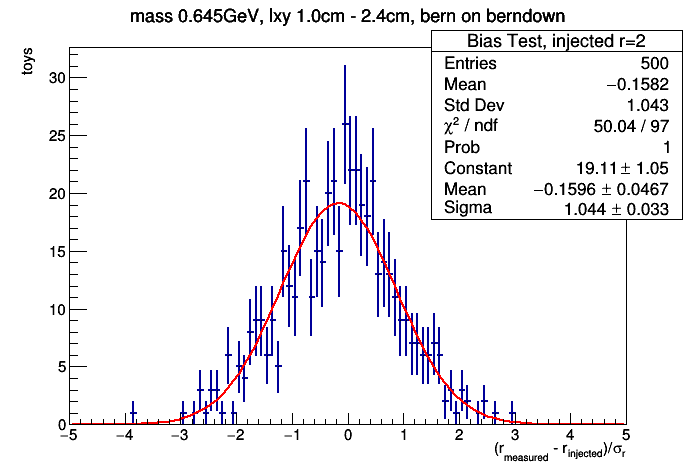 mass 0.645GeV, lxy 1.0cm - 2.4cm, bern on berndown
Bias Test, injected r=2
Entries 500
Mean −0.1582
Std Dev 1.043
χ² / ndf 50.04 / 97
Prob 1
Constant 19.11 ± 1.05
Mean −0.1596 ± 0.0467
Sigma 1.044 ± 0.033
toys
30
25
20
15
10
5
0
−5 −4 −3 −2 −1 0 1 2 3 4 5
(r_measured - r_injected)/σ_r